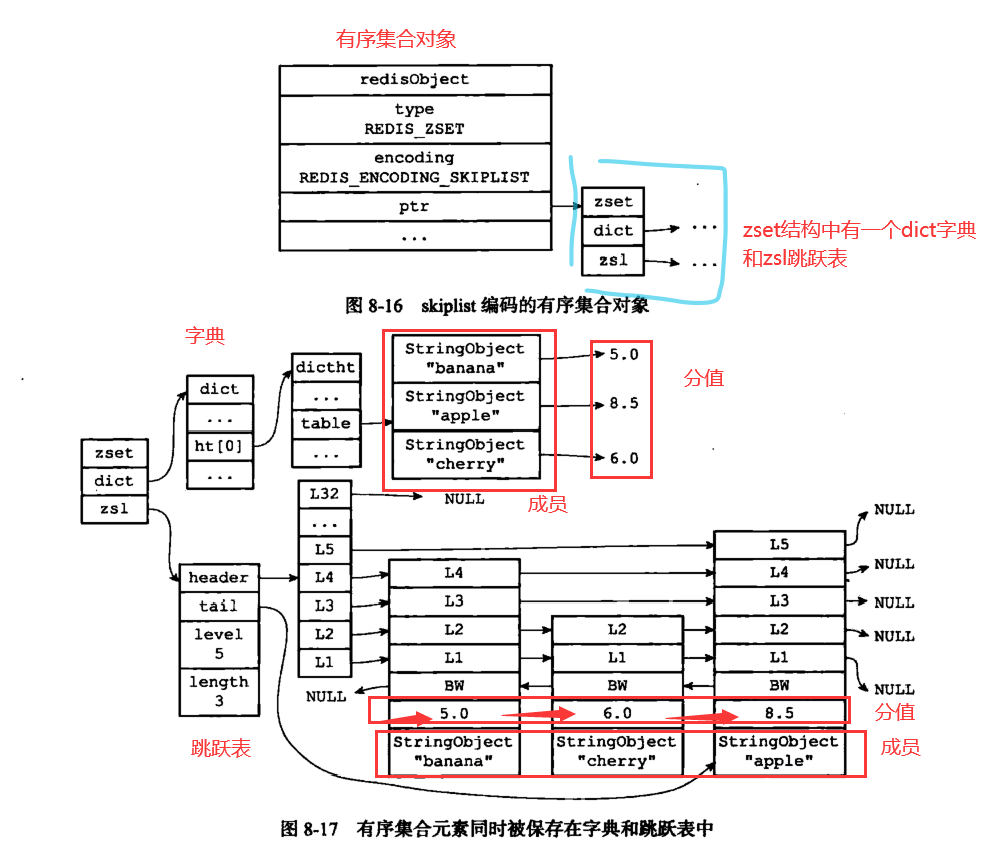 有序集合对象
redisObject
type
REDIS_ZSET
encoding
REDIS_ENCODING_SKIPLIST
ptr
...
zset
dict
zsl
...
...
zset结构中有一个dict字典
和zsl跳跃表
图 8-16 skiplist 编码的有序集合对象
字典
dict
...
ht[0]
...
dictht
...
table
...
StringObject
"banana"
StringObject
"apple"
StringObject
"cherry"
5.0
8.5
6.0
分值
成员
zset
dict
zsl
header
tail
level
5
length
3
跳跃表
L32
...
L5
L4
L3
L2
L1
NULL
NULL
L4
L3
L2
L1
BW
5.0
StringObject
"banana"
L2
L1
BW
6.0
StringObject
"cherry"
L5
L4
L3
L2
L1
BW
8.5
StringObject
"apple"
NULL
NULL
NULL
NULL
NULL
分值
成员
图 8-17 有序集合元素同时被保存在字典和跳跃表中